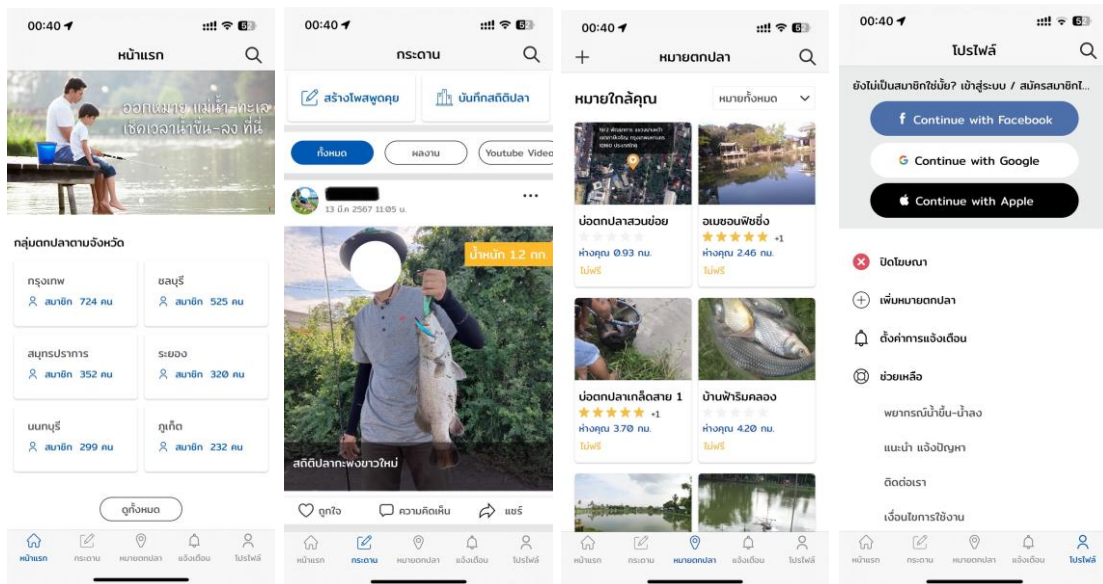 00:40
หน้าแรก
ออกหมาย แม่น้ำ-ทะเล
เช็ดเวลาน้ำขึ้น-ลง ที่นี่
กลุ่มตกปลาตามจังหวัด
กรุงเทพ
สมาชิก 724 คน
ชลบุรี
สมาชิก 525 คน
สมุทรปราการ
สมาชิก 352 คน
ระยอง
สมาชิก 320 คน
นนทบุรี
สมาชิก 299 คน
ภูเก็ต
สมาชิก 232 คน
ดูทั้งหมด
หน้าแรก
กระดาน
หมายตกปลา
แจ้งเตือน
โปรไฟล์
00:40
กระดาน
สร้างโพสพูดคุย
บันทึกสถิติปลา
ทั้งหมด
ผลงาน
Youtube Video
13 มี.ค 2567 11:05 น.
น้ำหนัก 1.2 กก.
สถิติปลากะพงขาวใหม่
ถูกใจ
ความคิดเห็น
แชร์
หน้าแรก
กระดาน
หมายตกปลา
แจ้งเตือน
โปรไฟล์
00:40
หมายตกปลา
หมายใกล้คุณ
หมายทั้งหมด
บ่อตกปลาสวนข่อย
ห่างคุณ 0.93 กม.
ไม่ฟรี
อเมซอนฟิชชิ่ง
+1
ห่างคุณ 2.46 กม.
ไม่ฟรี
บ่อตกปลาเกล็ดสาย 1
+1
ห่างคุณ 3.70 กม.
ไม่ฟรี
บ้านฟ้าริมคลอง
ห่างคุณ 4.20 กม.
ไม่ฟรี
หน้าแรก
กระดาน
หมายตกปลา
แจ้งเตือน
โปรไฟล์
00:40
โปรไฟล์
ยังไม่เป็นสมาชิกใช่มั้ย? เข้าสู่ระบบ / สมัครสมาชิกใ...
Continue with Facebook
Continue with Google
Continue with Apple
ปิดโฆษณา
เพิ่มหมายตกปลา
ตั้งค่าการแจ้งเตือน
ช่วยเหลือ
พยากรณ์น้ำขึ้น-น้ำลง
แนะนำ แจ้งปัญหา
ติดต่อเรา
เงื่อนไขการใช้งาน
หน้าแรก
กระดาน
หมายตกปลา
แจ้งเตือน
โปรไฟล์